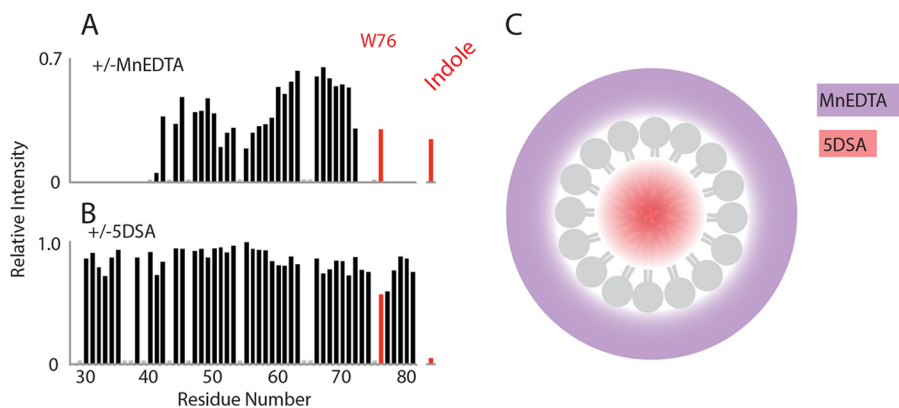 A
W76
Indole
0.7
+/-MnEDTA
0
Relative Intensity
B
+/-5DSA
1.0
0
30 40 50 60 70 80
Residue Number
C
MnEDTA
5DSA